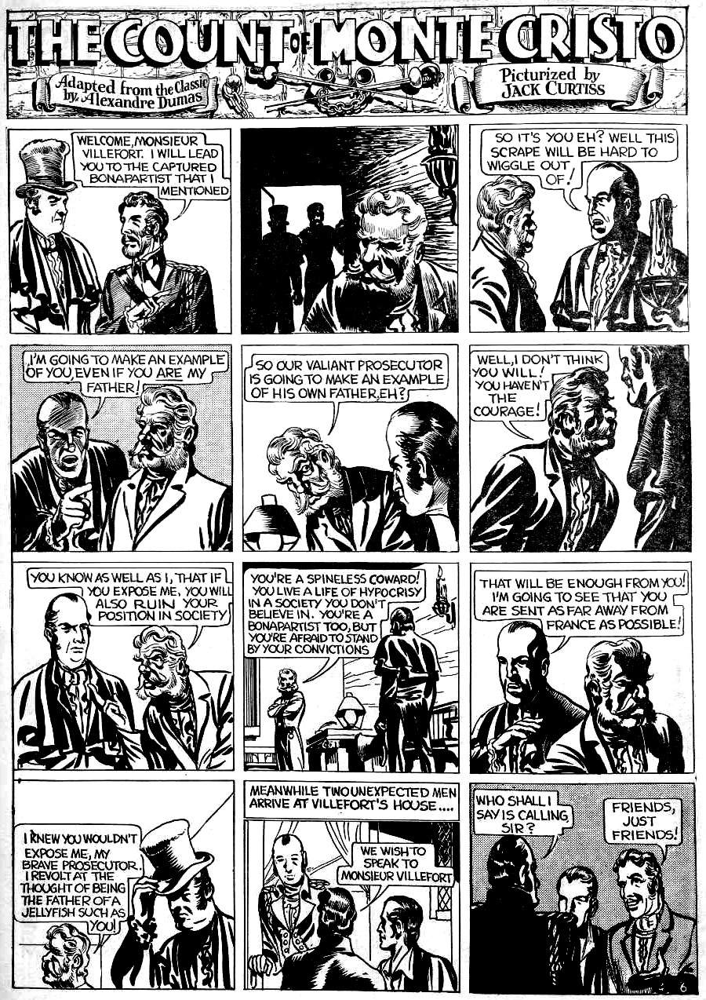 THE COUNT OF MONTE CRISTO
Adapted from the Classic
by Alexandre Dumas
Picturized by
JACK CURTISS
WELCOME, MONSIEUR
VILLEFORT. I WILL LEAD
YOU TO THE CAPTURED
BONAPARTIST THAT I
MENTIONED
SO IT'S YOU EH? WELL THIS
SCRAPE WILL BE HARD TO
WIGGLE OUT
OF!
I'M GOING TO MAKE AN EXAMPLE
OF YOU, EVEN IF YOU ARE MY
FATHER!
SO OUR VALIANT PROSECUTOR
IS GOING TO MAKE AN EXAMPLE
OF HIS OWN FATHER, EH?
WELL, I DON'T THINK
YOU WILL!
YOU HAVEN'T
THE
COURAGE!
YOU KNOW AS WELL AS I, THAT IF
YOU EXPOSE ME, YOU WILL
ALSO RUIN YOUR
POSITION IN SOCIETY
YOU'RE A SPINELESS COWARD!
YOU LIVE A LIFE OF HYPOCRISY
IN A SOCIETY YOU DON'T
BELIEVE IN. YOU'RE A
BONAPARTIST TOO, BUT
YOU'RE AFRAID TO STAND
BY YOUR CONVICTIONS
THAT WILL BE ENOUGH FROM YOU!
I'M GOING TO SEE THAT YOU
ARE SENT AS FAR AWAY FROM
FRANCE AS POSSIBLE!
I KNEW YOU WOULDN'T
EXPOSE ME, MY
BRAVE PROSECUTOR.
I REVOLT AT THE
THOUGHT OF BEING
THE FATHER OF A
JELLYFISH SUCH AS
YOU!
MEANWHILE TWO UNEXPECTED MEN
ARRIVE AT VILLEFORT'S HOUSE....
WE WISH TO
SPEAK TO
MONSIEUR VILLEFORT
WHO SHALL I
SAY IS CALLING,
SIR?
FRIENDS,
JUST
FRIENDS!
6